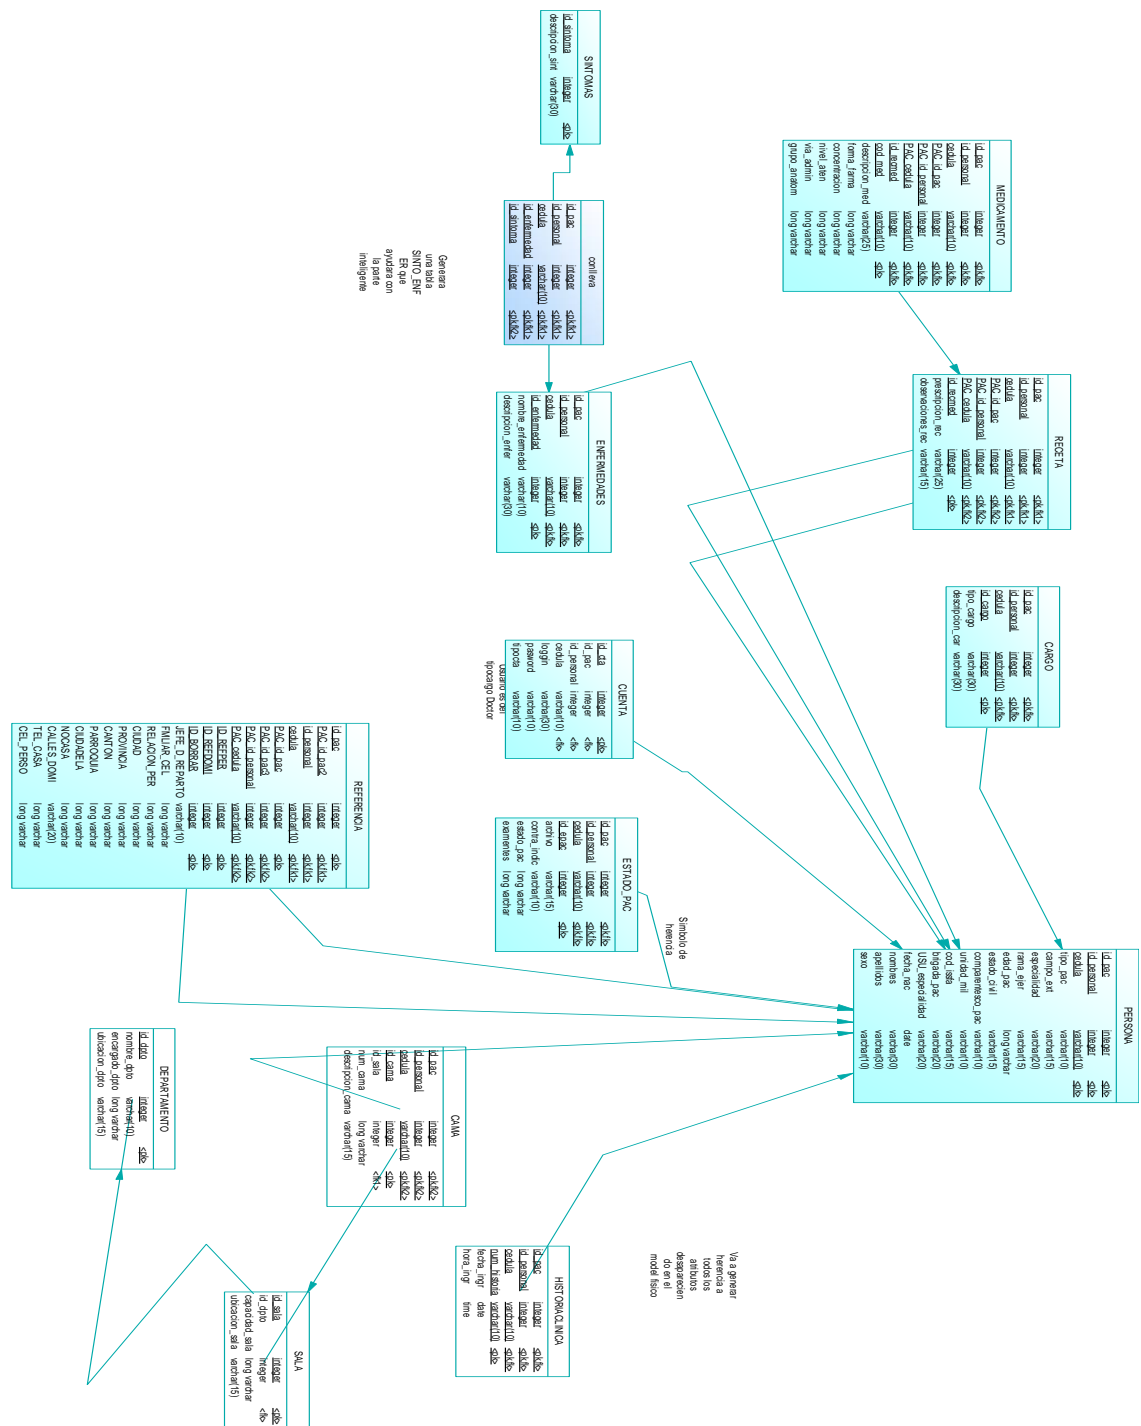 SINTOMAS
id_sintoma integer <pk>
descripcion_sint varchar(30)
MEDICAMENTO
id_pac integer <pk,fk>
id_personal integer <pk,fk>
cedula varchar(10) <pk,fk>
PAC_id_pac integer <pk,fk>
PAC_id_personal integer <pk,fk>
PAC_cedula varchar(10) <pk,fk>
id_recmed integer <pk,fk>
cod_med varchar(10) <pk>
descripcion_med varchar(25)
forma_farma long varchar
concentracion long varchar
nivel_aten long varchar
via_admin long varchar
grupo_anatom long varchar
conlleva
id_pac integer <pk,fk1>
id_personal integer <pk,fk1>
cedula varchar(10) <pk,fk1>
id_enfermedad integer <pk,fk1>
id_sintoma integer <pk,fk2>
Generara
una tabla
SINTO_ENF
ER que
ayudara con
la parte
inteligente
RECETA
id_pac integer <pk,fk1>
id_personal integer <pk,fk1>
cedula varchar(10) <pk,fk1>
PAC_id_pac integer <pk,fk2>
PAC_id_personal integer <pk,fk2>
PAC_cedula varchar(10) <pk,fk2>
id_recmed integer <pk>
prescripcion_rec varchar(25)
observaciones_rec varchar(15)
ENFERMEDADES
id_pac integer <pk,fk>
id_personal integer <pk,fk>
cedula varchar(10) <pk,fk>
id_enfermedad integer <pk>
nombre_enfermedad varchar(10)
descripcion_enfer varchar(30)
CARGO
id_pac integer <pk,fk>
id_personal integer <pk,fk>
cedula varchar(10) <pk,fk>
id_cargo integer <pk>
tipo_cargo varchar(30)
descripcion_car varchar(30)
CUENTA
id_cta integer <pk>
id_pac integer <fk>
id_personal integer <fk>
cedula varchar(10) <fk>
loggin varchar(30)
pasword varchar(10)
tipocta varchar(10)
usuario es del
tipocargo Doctor
REFERENCIA
id_pac integer <pk>
PAC_id_pac2 integer <pk,fk1>
id_personal integer <pk,fk1>
cedula varchar(10) <pk,fk1>
PAC_id_pac integer <pk>
PAC_id_pac3 integer <pk,fk2>
PAC_id_personal integer <pk,fk2>
PAC_cedula varchar(10) <pk,fk2>
ID_REFPER integer <pk>
ID_REFDOMI integer <pk>
ID_BORRAR integer <pk>
JEFE_D_REPARTO varchar(10)
FMLIAR_CEL long varchar
RELACION_PER long varchar
CIUDAD long varchar
PROVINCIA long varchar
CANTON long varchar
PARROQUIA long varchar
CIUDADELA long varchar
NOCASA long varchar
CALLES_DOMI varchar(20)
TEL_CASA long varchar
CEL_PERSO long varchar
ESTADO_PAC
id_pac integer <pk,fk>
id_personal integer <pk,fk>
cedula varchar(10) <pk,fk>
id_epac integer <pk>
archivo varchar(15)
contra_indc varchar(10)
estado_pac long varchar
examentes long varchar
Simbolo de
herencia
PERSONA
id_pac integer <pk>
id_personal integer <pk>
cedula varchar(10) <pk>
tipo_pac varchar(10)
campo_ext varchar(15)
especialidad varchar(20)
rama_ejer varchar(15)
edad_pac long varchar
estado_civil varchar(15)
comparentesco_pac varchar(10)
unidad_mil varchar(10)
cod_issfa varchar(15)
brigada_pac varchar(20)
USU_especialidad varchar(20)
fecha_nac date
nombres varchar(30)
apellidos varchar(30)
sexo varchar(10)
DEPARTAMENTO
id_dpto integer <pk>
nombre_dpto varchar(10)
encargado_dpto long varchar
ubicacion_dpto varchar(15)
CAMA
id_pac integer <pk,fk2>
id_personal integer <pk,fk2>
cedula varchar(10) <pk,fk2>
id_cama integer <pk>
id_sala integer <fk1>
num_cama long varchar
descripcion_cama varchar(15)
HISTORIACLINICA
id_pac integer <pk,fk>
id_personal integer <pk,fk>
cedula varchar(10) <pk,fk>
num_historia varchar(10) <pk>
fecha_ingr date
hora_ingr time
Va a generar
herencia a
todos los
atributos
desaparecien
do en el
model fisico
SALA
id_sala integer <pk>
id_dpto integer <fk>
capacidad_sala long varchar
ubicacion_sala varchar(15)